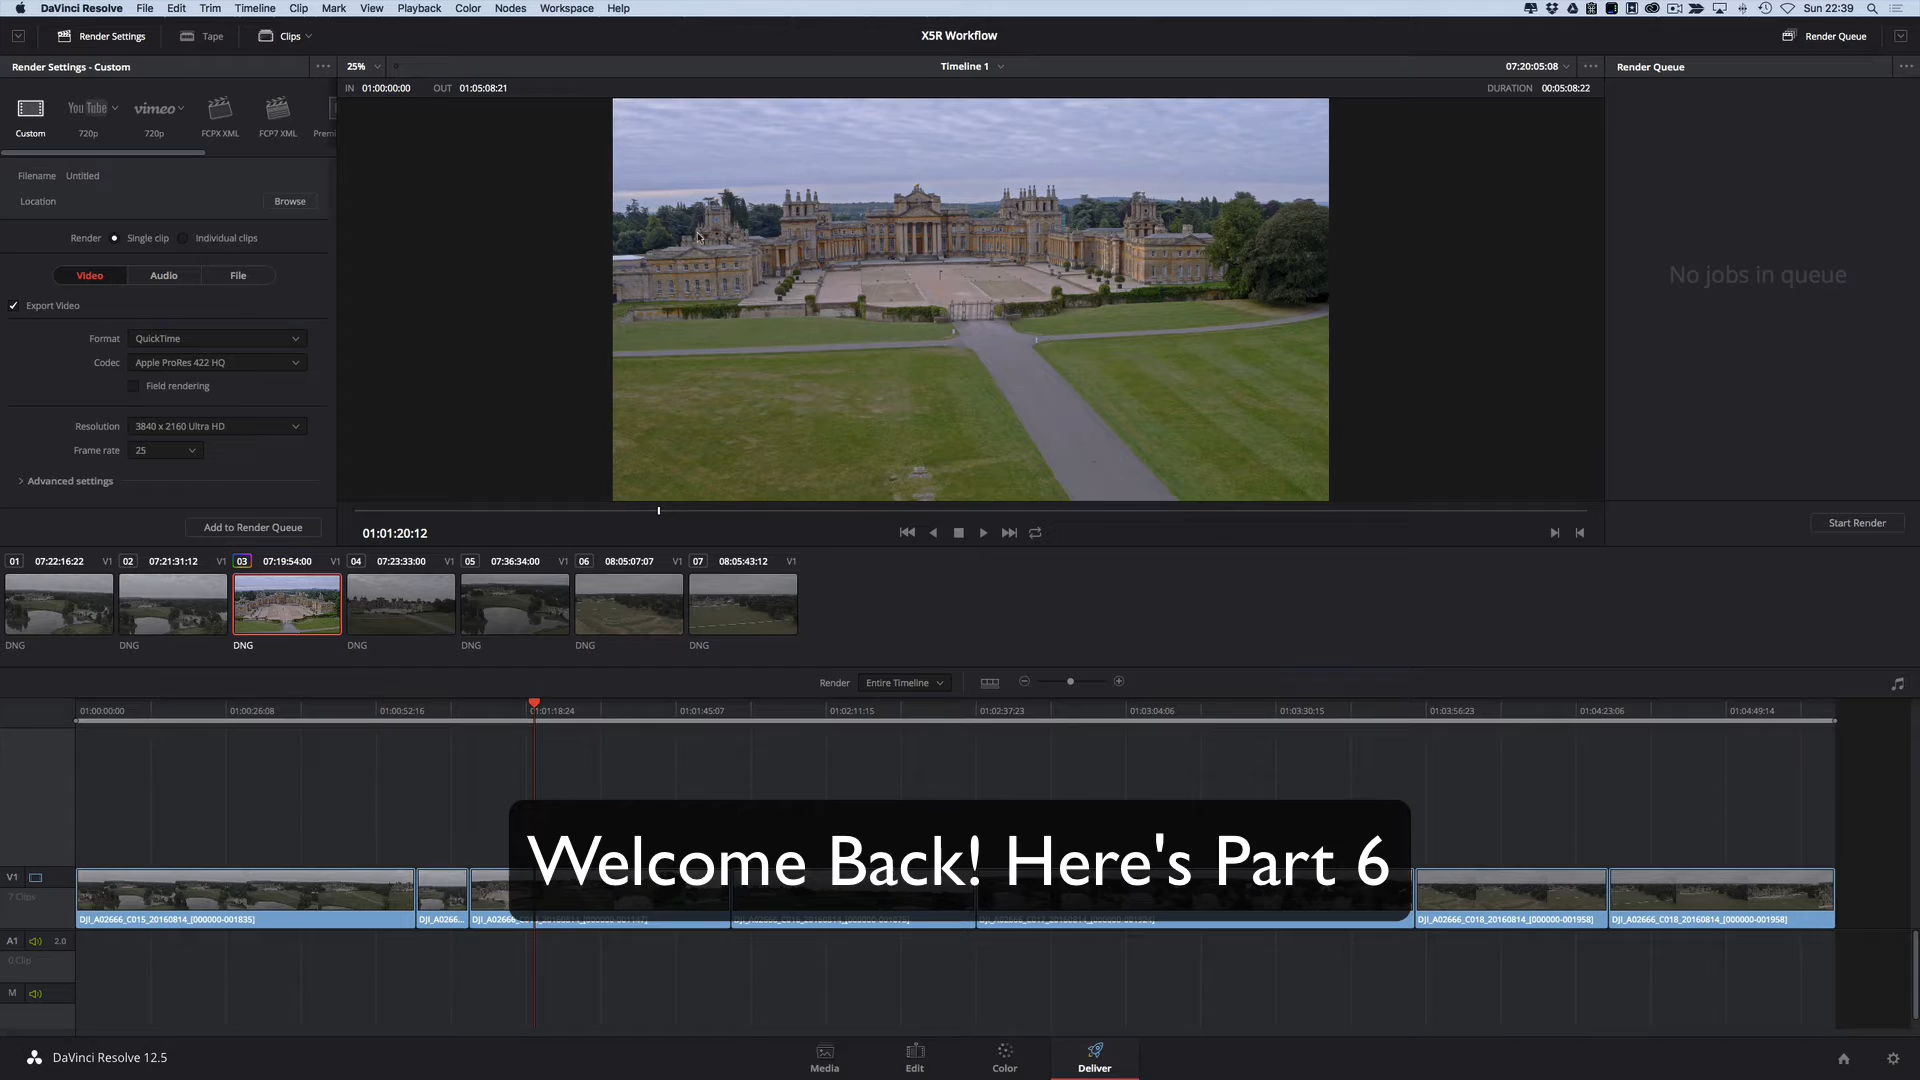 DaVinci Resolve File Edit Trim Timeline Clip Mark View Playback Color Nodes Workspace Help Sun 22:39
Render Settings Tape Clips X5R Workflow Render Queue
Render Settings - Custom 25% Timeline 1 07:20:05:08 Render Queue
IN 01:00:00:00 OUT 01:05:08:21 DURATION 00:05:08:22
You Tube vimeo
Custom 720p 720p FCPX XML FCP7 XML Premi
Filename Untitled
Location Browse
Render Single clip Individual clips
Video Audio File
No jobs in queue
Export Video
Format QuickTime
Codec Apple ProRes 422 HQ
Field rendering
Resolution 3840 x 2160 Ultra HD
Frame rate 25
Advanced settings
Add to Render Queue
01:01:20:12
Start Render
01 07:22:16:22 V1 02 07:21:31:12 V1 03 07:19:54:00 V1 04 07:23:33:00 V1 05 07:36:34:00 V1 06 08:05:07:07 V1 07 08:05:43:12 V1
DNG DNG DNG DNG DNG DNG DNG
Render Entire Timeline
01:00:00:00 01:00:26:08 01:00:52:16 01:01:18:24 01:01:45:07 01:02:11:15 01:02:37:23 01:03:04:06 01:03:30:15 01:03:56:23 01:04:23:06 01:04:49:14
Welcome Back! Here's Part 6
V1
7 Clips
DJI_A02666_C015_20160814_[000000-001835] DJI_A0266... DJI_A02666_C018_20160814_[000000-001958] DJI_A02666_C018_20160814_[000000-001958]
A1 2.0
0 Clip
M
DaVinci Resolve 12.5
Media Edit Color Deliver